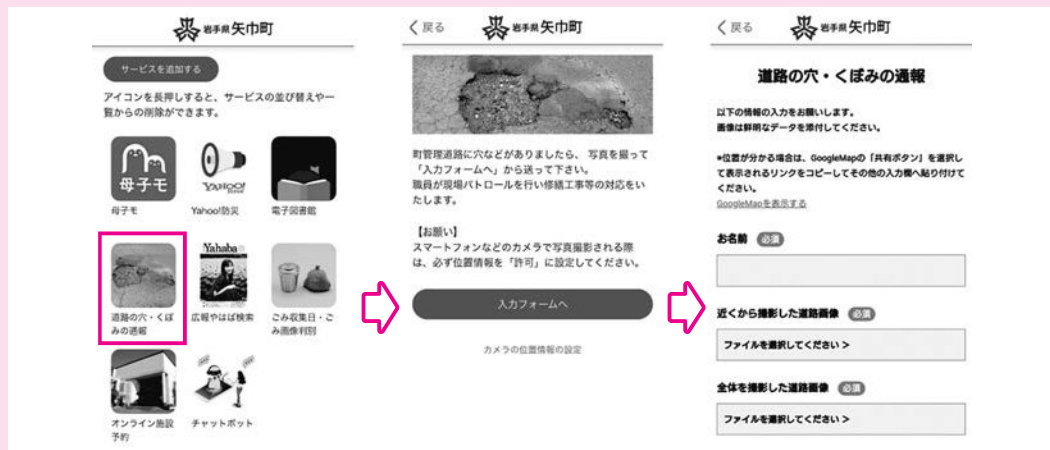 岩手県矢巾町
サービスを追加する
アイコンを長押しすると、サービスの並び替えや一
覧からの削除ができます。
母子モ
YAHOO!
母子モ
Yahoo!防災
電子図書館
Yahaba
道路の穴・くぼ
みの通報
広報やはば検索
ごみ収集日・ご
み画像判別
オンライン施設
予約
チャットボット
戻る
岩手県矢巾町
町管理道路に穴などがありましたら、写真を撮って
「入力フォームへ」から送って下さい。
職員が現場パトロールを行い修繕工事等の対応をい
たします。
【お願い】
スマートフォンなどのカメラで写真撮影される際
は、必ず位置情報を「許可」に設定してください。
入力フォームへ
カメラの位置情報の設定
戻る
岩手県矢巾町
道路の穴・くぼみの通報
以下の情報の入力をお願いします。
画像は鮮明なデータを添付してください。
*位置が分かる場合は、GoogleMapの「共有ボタン」を選択し
て表示されるリンクをコピーしてその他の入力欄へ貼り付けて
ください。
GoogleMapを表示する
お名前 必須
近くから撮影した道路画像 必須
ファイルを選択してください >
全体を撮影した道路画像 必須
ファイルを選択してください >